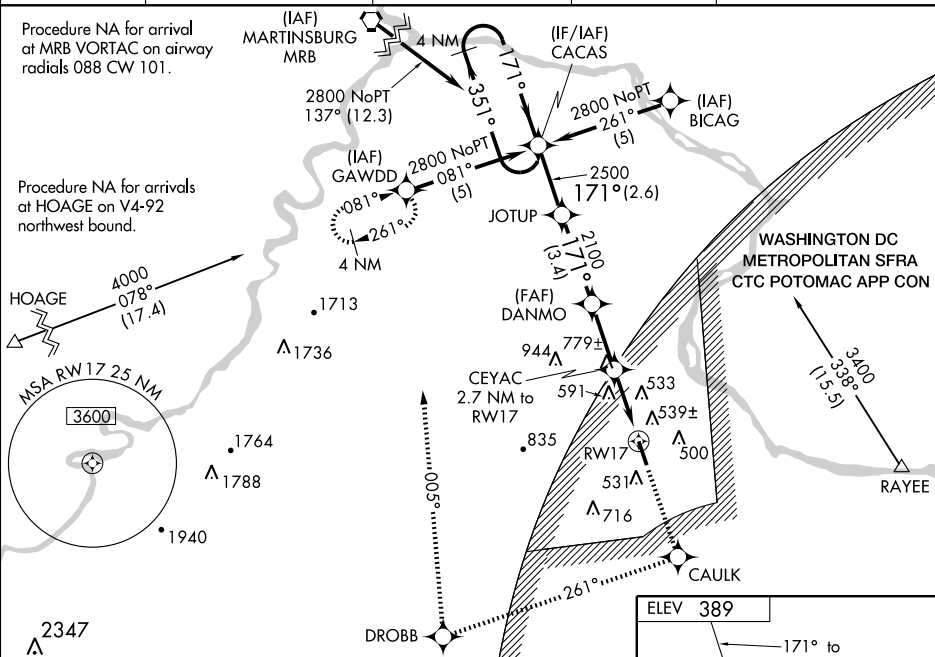 Procedure NA for arrival
at MRB VORTAC on airway
radials 088 CW 101.
(IAF)
MARTINSBURG
MRB
4 NM
171°
351°
(IF/IAF)
CACAS
2800 NoPT
137° (12.3)
2800 NoPT
261°
(5)
(IAF)
BICAG
(IAF)
GAWDD
2800 NoPT
081°
(5)
081°
261°
4 NM
2500
171° (2.6)
JOTUP
2100
171°
(3.4)
Procedure NA for arrivals
at HOAGE on V4-92
northwest bound.
WASHINGTON DC
METROPOLITAN SFRA
CTC POTOMAC APP CON
HOAGE
4000
078°
(17.4)
(FAF)
DANMO
1713
1736
944
779±
CEYAC
2.7 NM to
RW17
591
533
539±
500
3400
338°
(15.5)
RAYEE
MSA RW17 25 NM
3600
1764
1788
1940
835
RW17
531
716
005°
261°
CAULK
DROBB
2347
ELEV 389
171° to